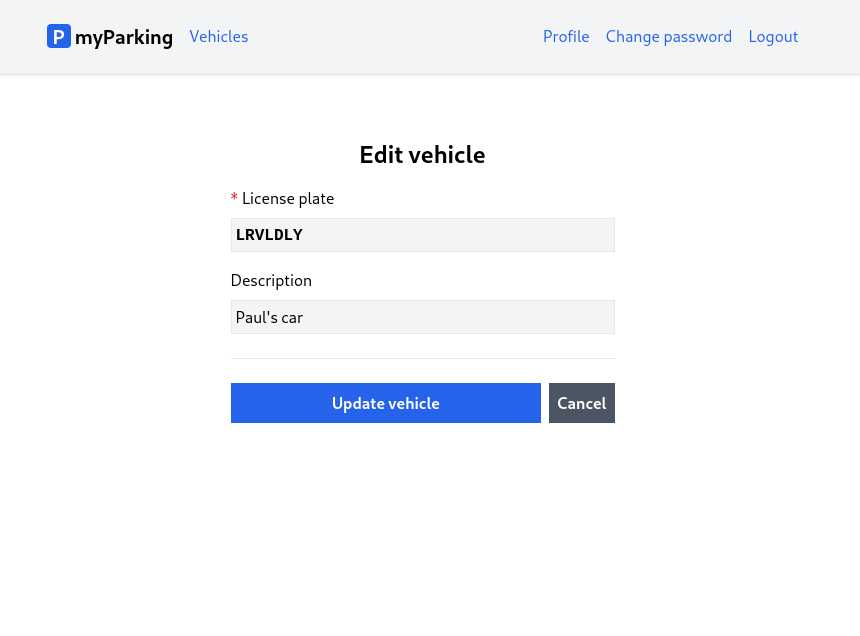 P myParking Vehicles Profile Change password Logout
Edit vehicle
* License plate
LRVLDLY
Description
Paul's car
Update vehicle Cancel